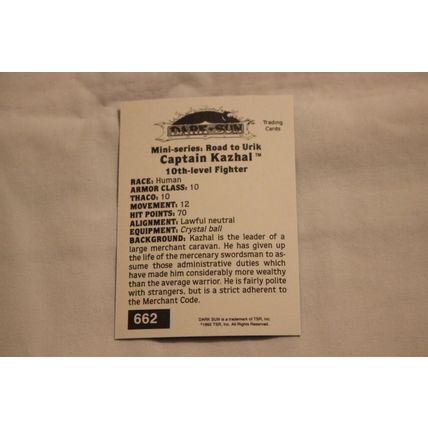 DARK SUN
Trading
Cards
Mini-series: Road to Urik
Captain Kazhal™
10th-level Fighter
RACE: Human
ARMOR CLASS: 10
THACO: 10
MOVEMENT: 12
HIT POINTS: 70
ALIGNMENT: Lawful neutral
EQUIPMENT: Crystal ball
BACKGROUND: Kazhal is the leader of a
large merchant caravan. He has given up
the life of the mercenary swordsman to as-
sume those administrative duties which
have made him considerably more wealthy
than the average warrior. He is fairly polite
with strangers, but is a strict adherent to
the Merchant Code.
662
DARK SUN is a trademark of TSR, Inc.
©1992 TSR, Inc. All Rights Reserved.